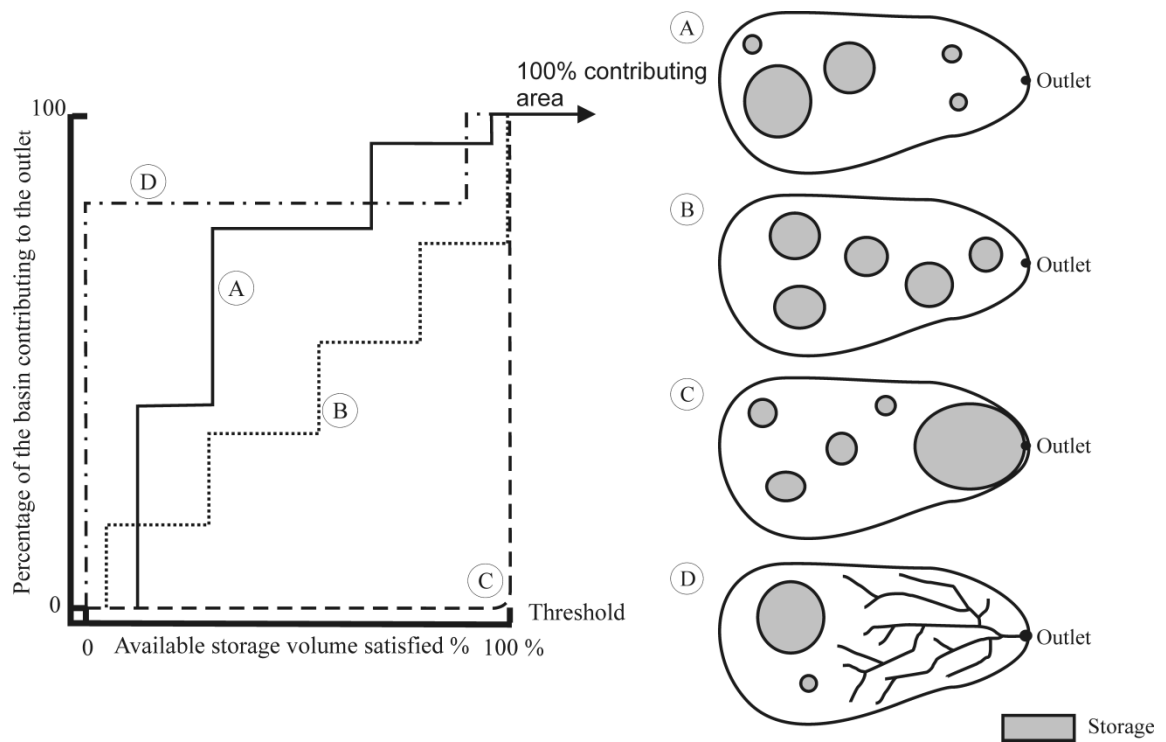 100% contributing
area
100
Percentage of the basin contributing to the outlet
D
A
B
C
0
Threshold
0
Available storage volume satisfied %
100 %
A
Outlet
B
Outlet
C
Outlet
D
Outlet
Storage